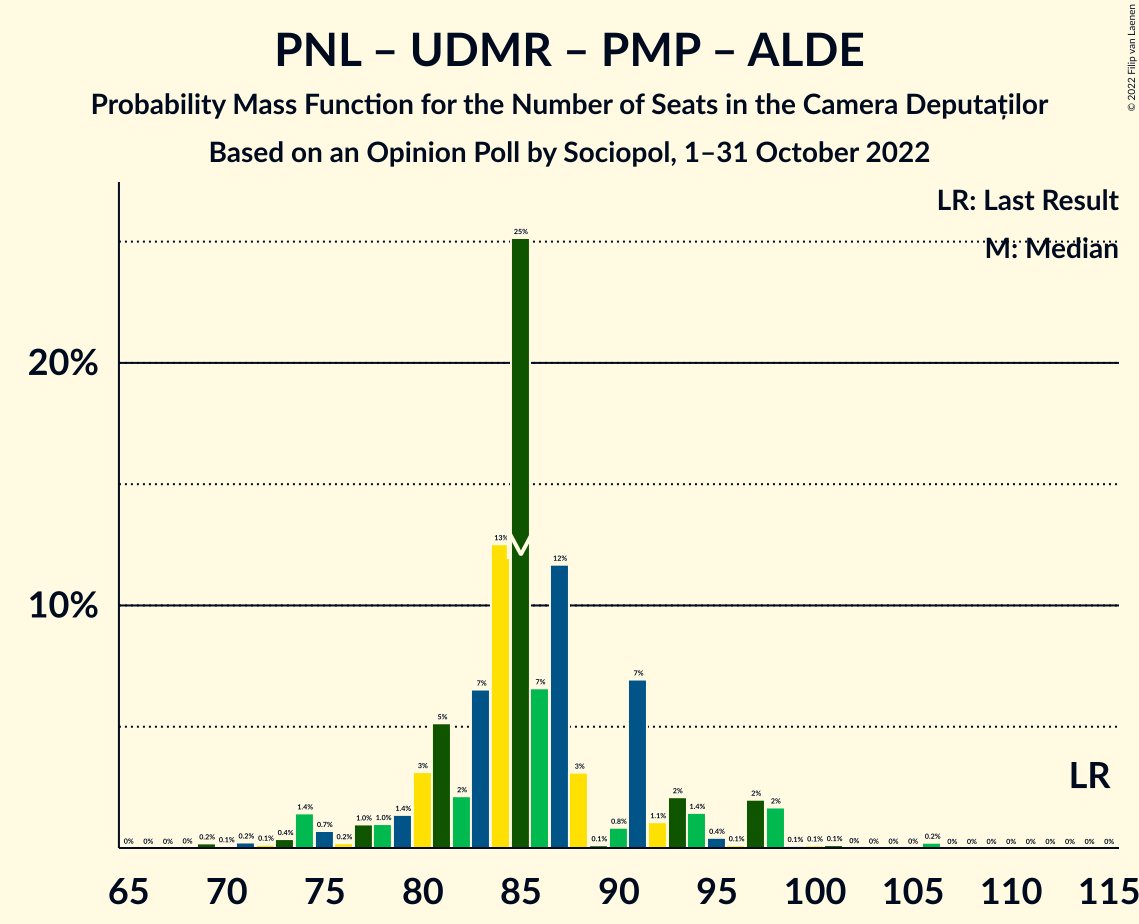 PNL – UDMR – PMP – ALDE
Probability Mass Function for the Number of Seats in the Camera Deputaților
Based on an Opinion Poll by Sociopol, 1–31 October 2022
© 2022 Filip van Laenen
LR: Last Result
M: Median
20%
10%
0% 0% 0% 0% 0.2% 0.1% 0.2% 0.1% 0.4% 1.4% 0.7% 0.2% 1.0% 1.0% 1.4% 3% 5% 2% 7% 13% 25% 7% 12% 3% 0.1% 0.8% 7% 1.1% 2% 1.4% 0.4% 0.1% 2% 2% 0.1% 0.1% 0.1% 0% 0% 0% 0% 0.2% 0% 0% 0% 0% 0% 0% 0% 0% 0%
M
LR
65 70 75 80 85 90 95 100 105 110 115